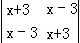 x+3 x − 3
x − 3 x+3